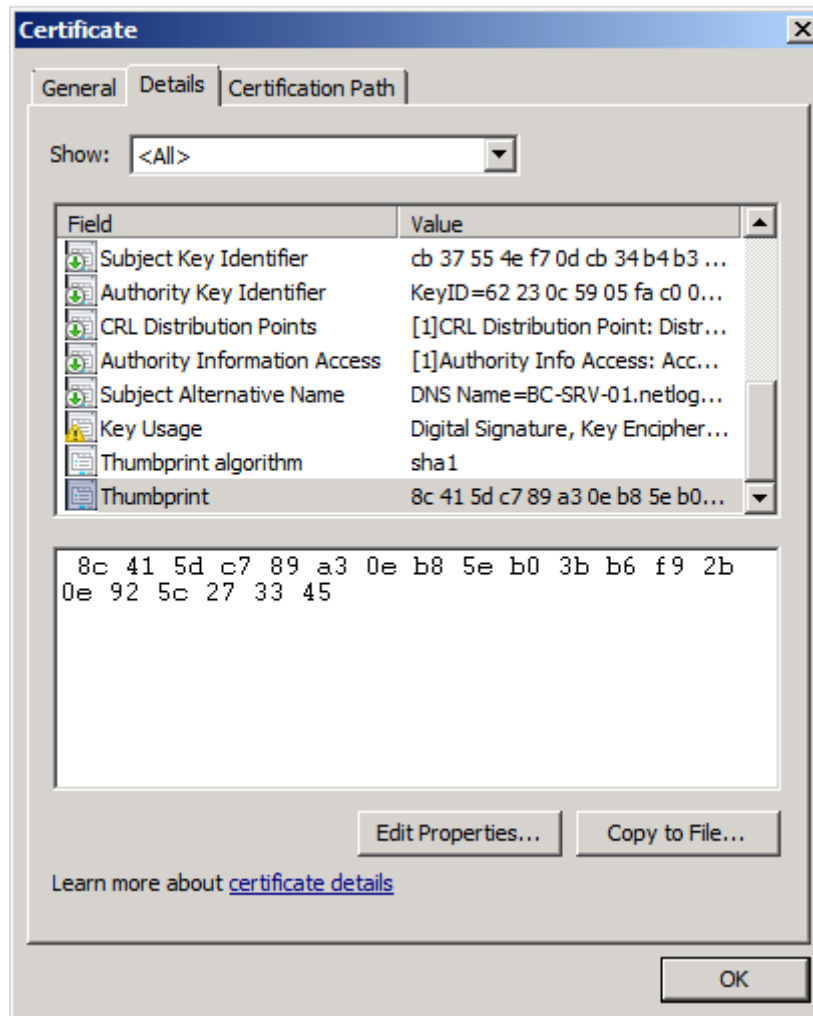 Certificate
General Details Certification Path
Show: <All>
Field Value
Subject Key Identifier cb 37 55 4e f7 0d cb 34 b4 b3 ...
Authority Key Identifier KeyID=62 23 0c 59 05 fa c0 0...
CRL Distribution Points [1]CRL Distribution Point: Distr...
Authority Information Access [1]Authority Info Access: Acc...
Subject Alternative Name DNS Name=BC-SRV-01.netlog...
Key Usage Digital Signature, Key Encipher...
Thumbprint algorithm sha1
Thumbprint 8c 41 5d c7 89 a3 0e b8 5e b0...
8c 41 5d c7 89 a3 0e b8 5e b0 3b b6 f9 2b
0e 92 5c 27 33 45
Edit Properties... Copy to File...
Learn more about certificate details
OK